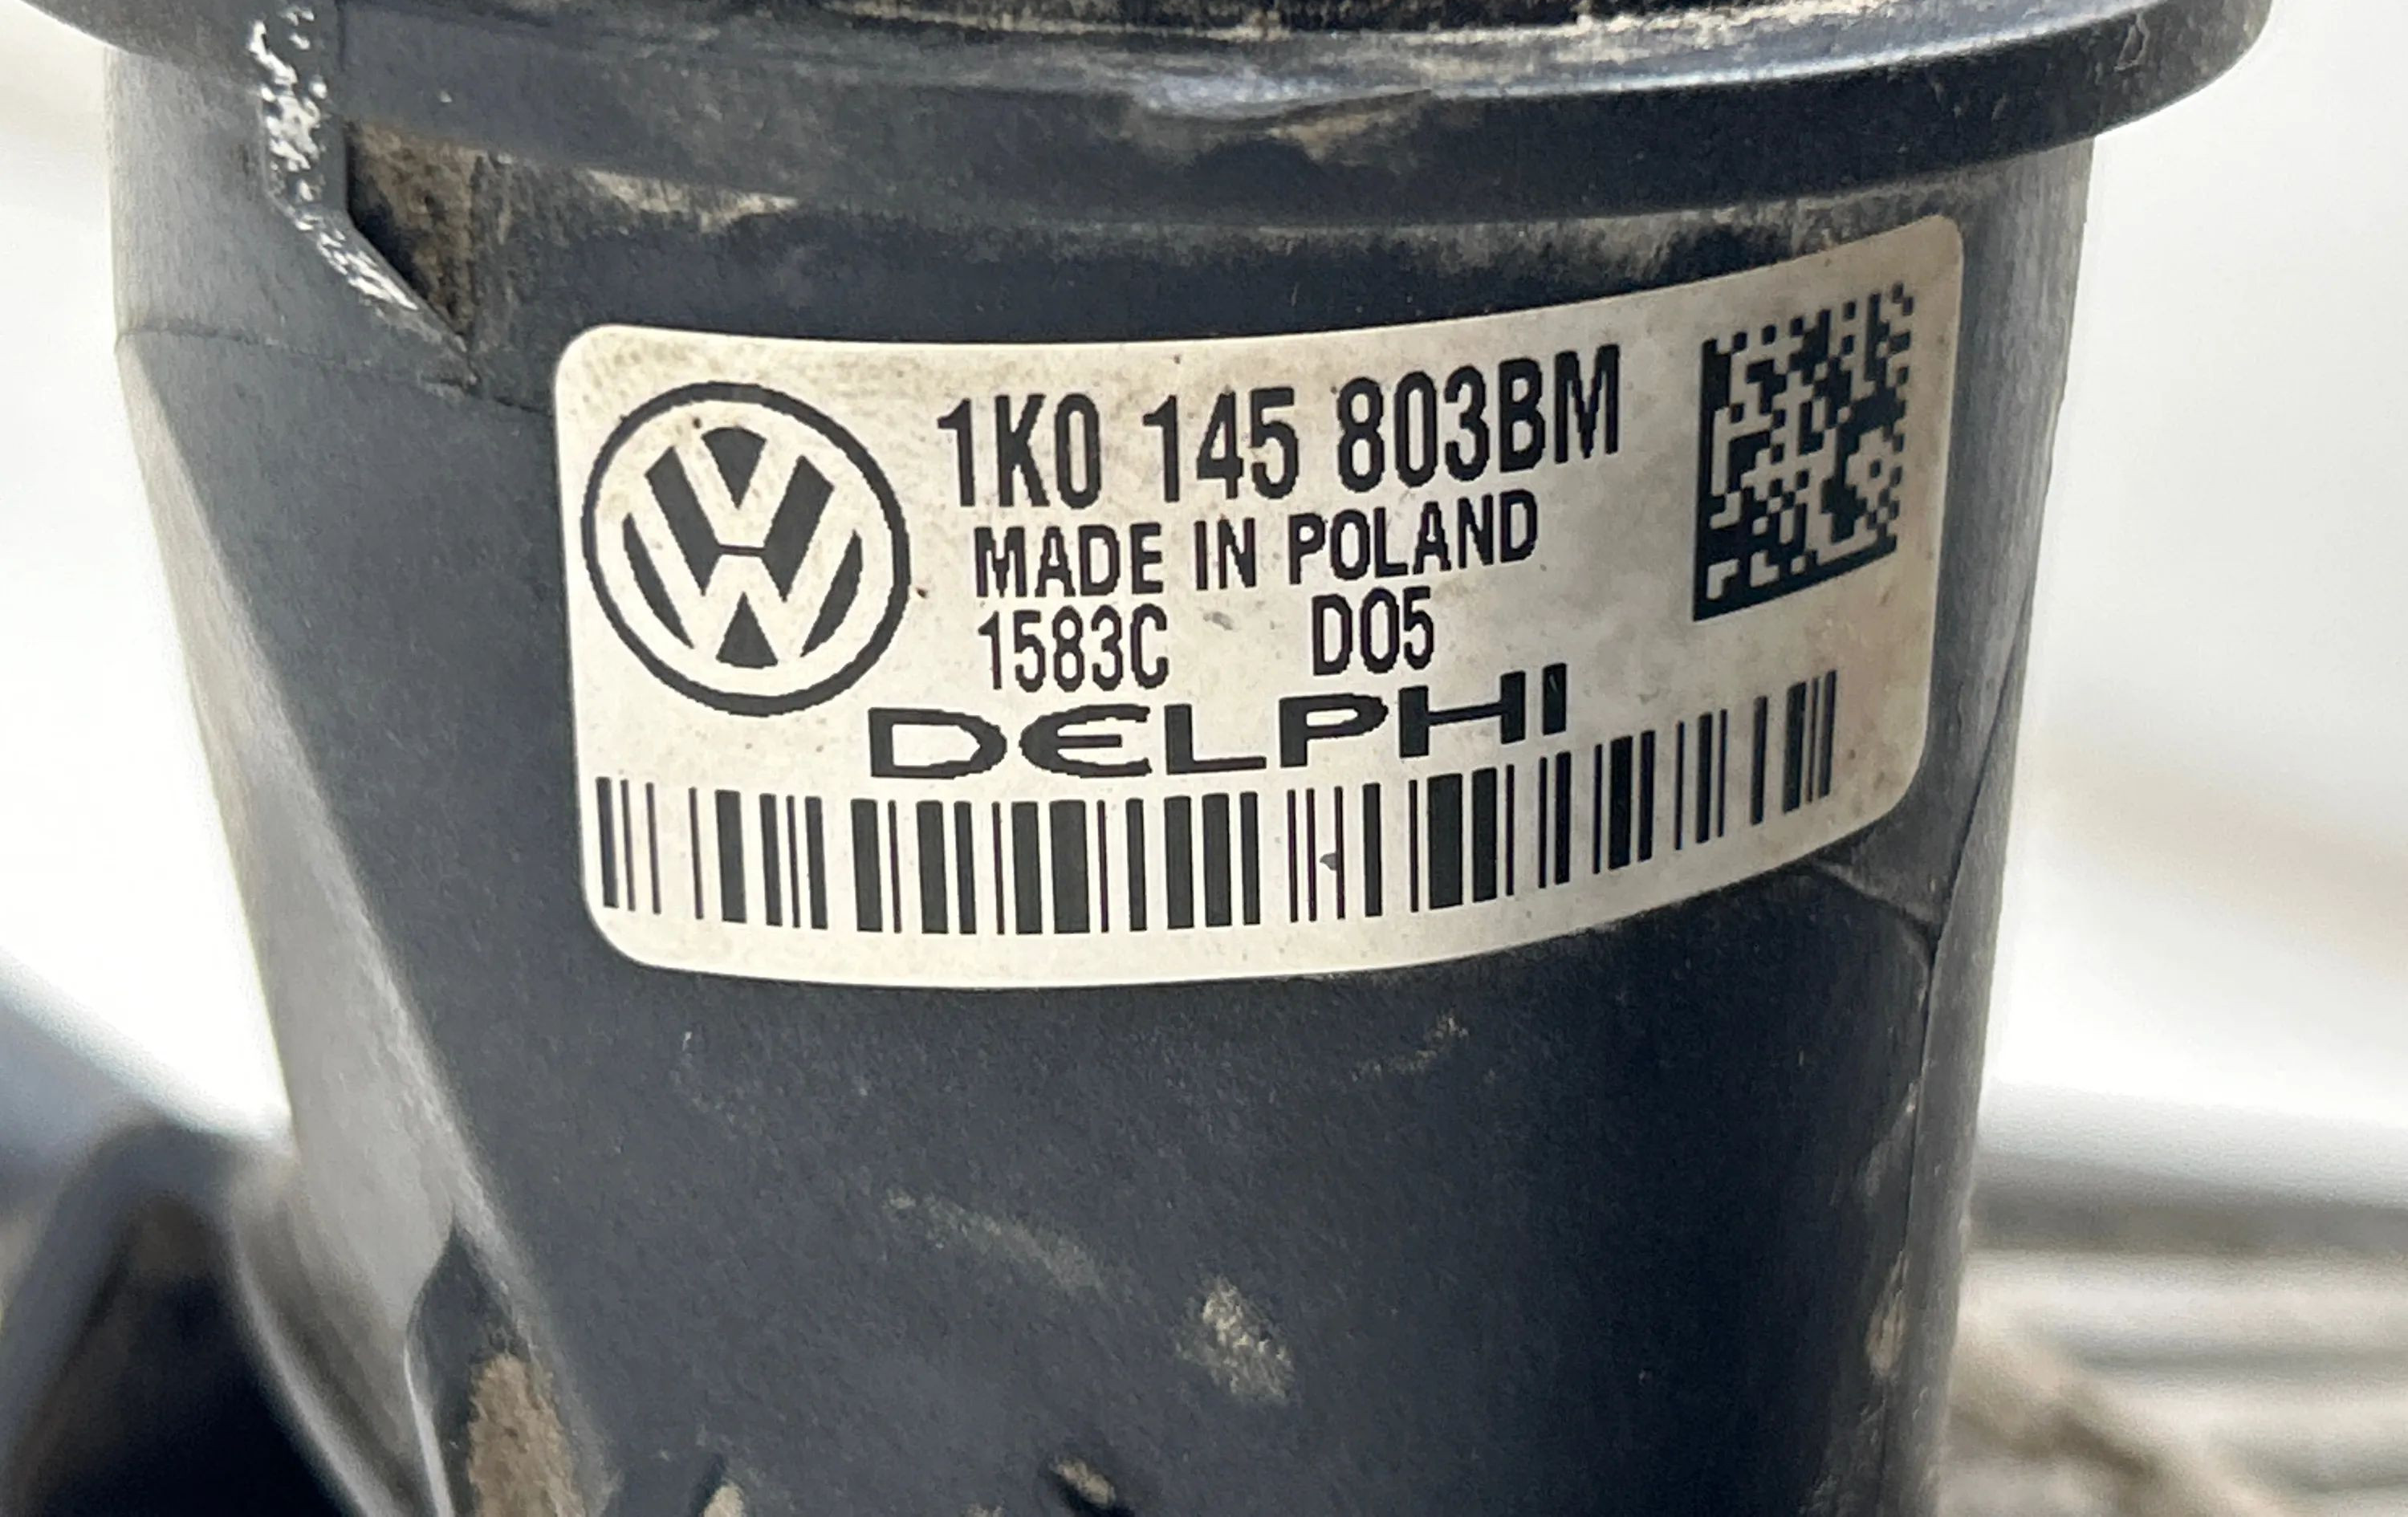 1K0 145 803BM
MADE IN POLAND
1583C D05
DELPHI